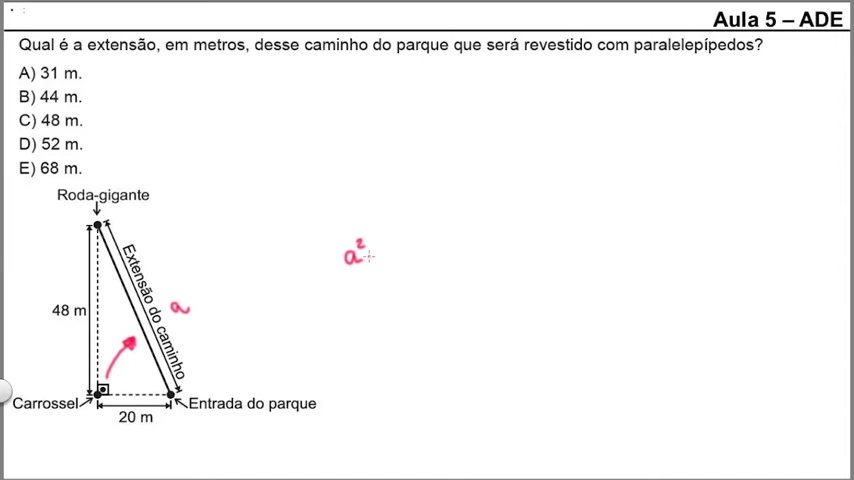 Aula 5 – ADE
Qual é a extensão, em metros, desse caminho do parque que será revestido com paralelepípedos?
A) 31 m.
B) 44 m.
C) 48 m.
D) 52 m.
E) 68 m.
Roda-gigante
Extensão do caminho
a²
48 m
a
Carrossel
Entrada do parque
20 m